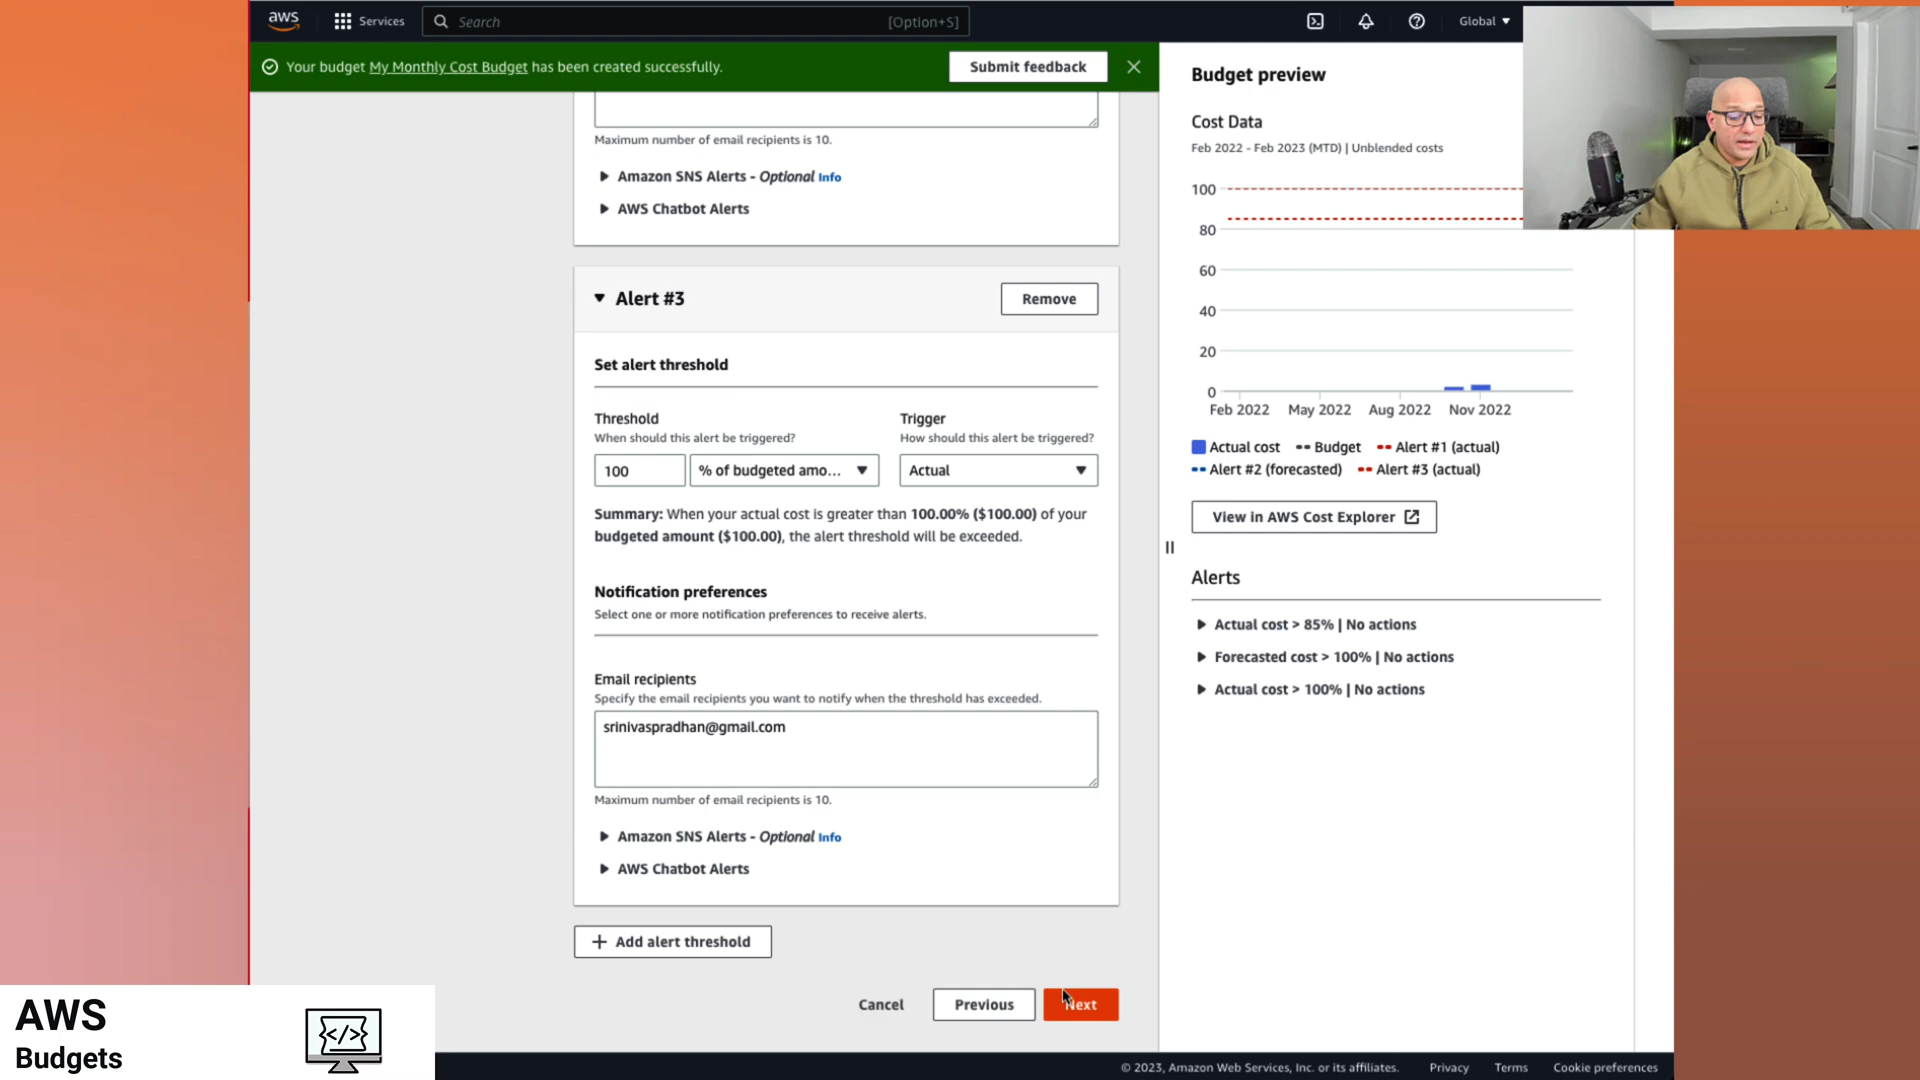 aws
Services
Search
[Option+S]
Global
Your budget My Monthly Cost Budget has been created successfully.
Submit feedback
Maximum number of email recipients is 10.
Amazon SNS Alerts - Optional Info
AWS Chatbot Alerts
Alert #3
Remove
Set alert threshold
Threshold
When should this alert be triggered?
Trigger
How should this alert be triggered?
100
% of budgeted amo...
Actual
Summary: When your actual cost is greater than 100.00% ($100.00) of your
budgeted amount ($100.00), the alert threshold will be exceeded.
Notification preferences
Select one or more notification preferences to receive alerts.
Email recipients
Specify the email recipients you want to notify when the threshold has exceeded.
srinivaspradhan@gmail.com
Maximum number of email recipients is 10.
Amazon SNS Alerts - Optional Info
AWS Chatbot Alerts
Add alert threshold
Cancel
Previous
Next
Budget preview
Cost Data
Feb 2022 - Feb 2023 (MTD) | Unblended costs
100
80
60
40
20
0
Feb 2022 May 2022 Aug 2022 Nov 2022
Actual cost Budget Alert #1 (actual)
Alert #2 (forecasted) Alert #3 (actual)
View in AWS Cost Explorer
Alerts
Actual cost > 85% | No actions
Forecasted cost > 100% | No actions
Actual cost > 100% | No actions
AWS
Budgets
</>
© 2023, Amazon Web Services, Inc. or its affiliates. Privacy Terms Cookie preferences